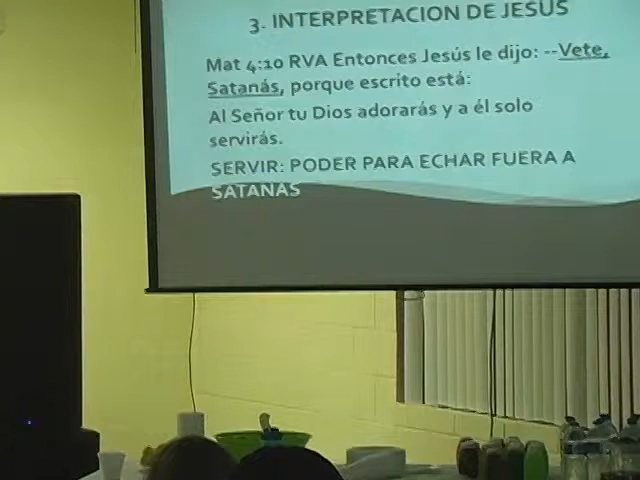 3. INTERPRETACION DE JESÚS
Mat 4:10 RVA Entonces Jesús le dijo: --Vete,
Satanás, porque escrito está:
Al Señor tu Dios adorarás y a él solo
servirás.
SERVIR: PODER PARA ECHAR FUERA A
SATANAS